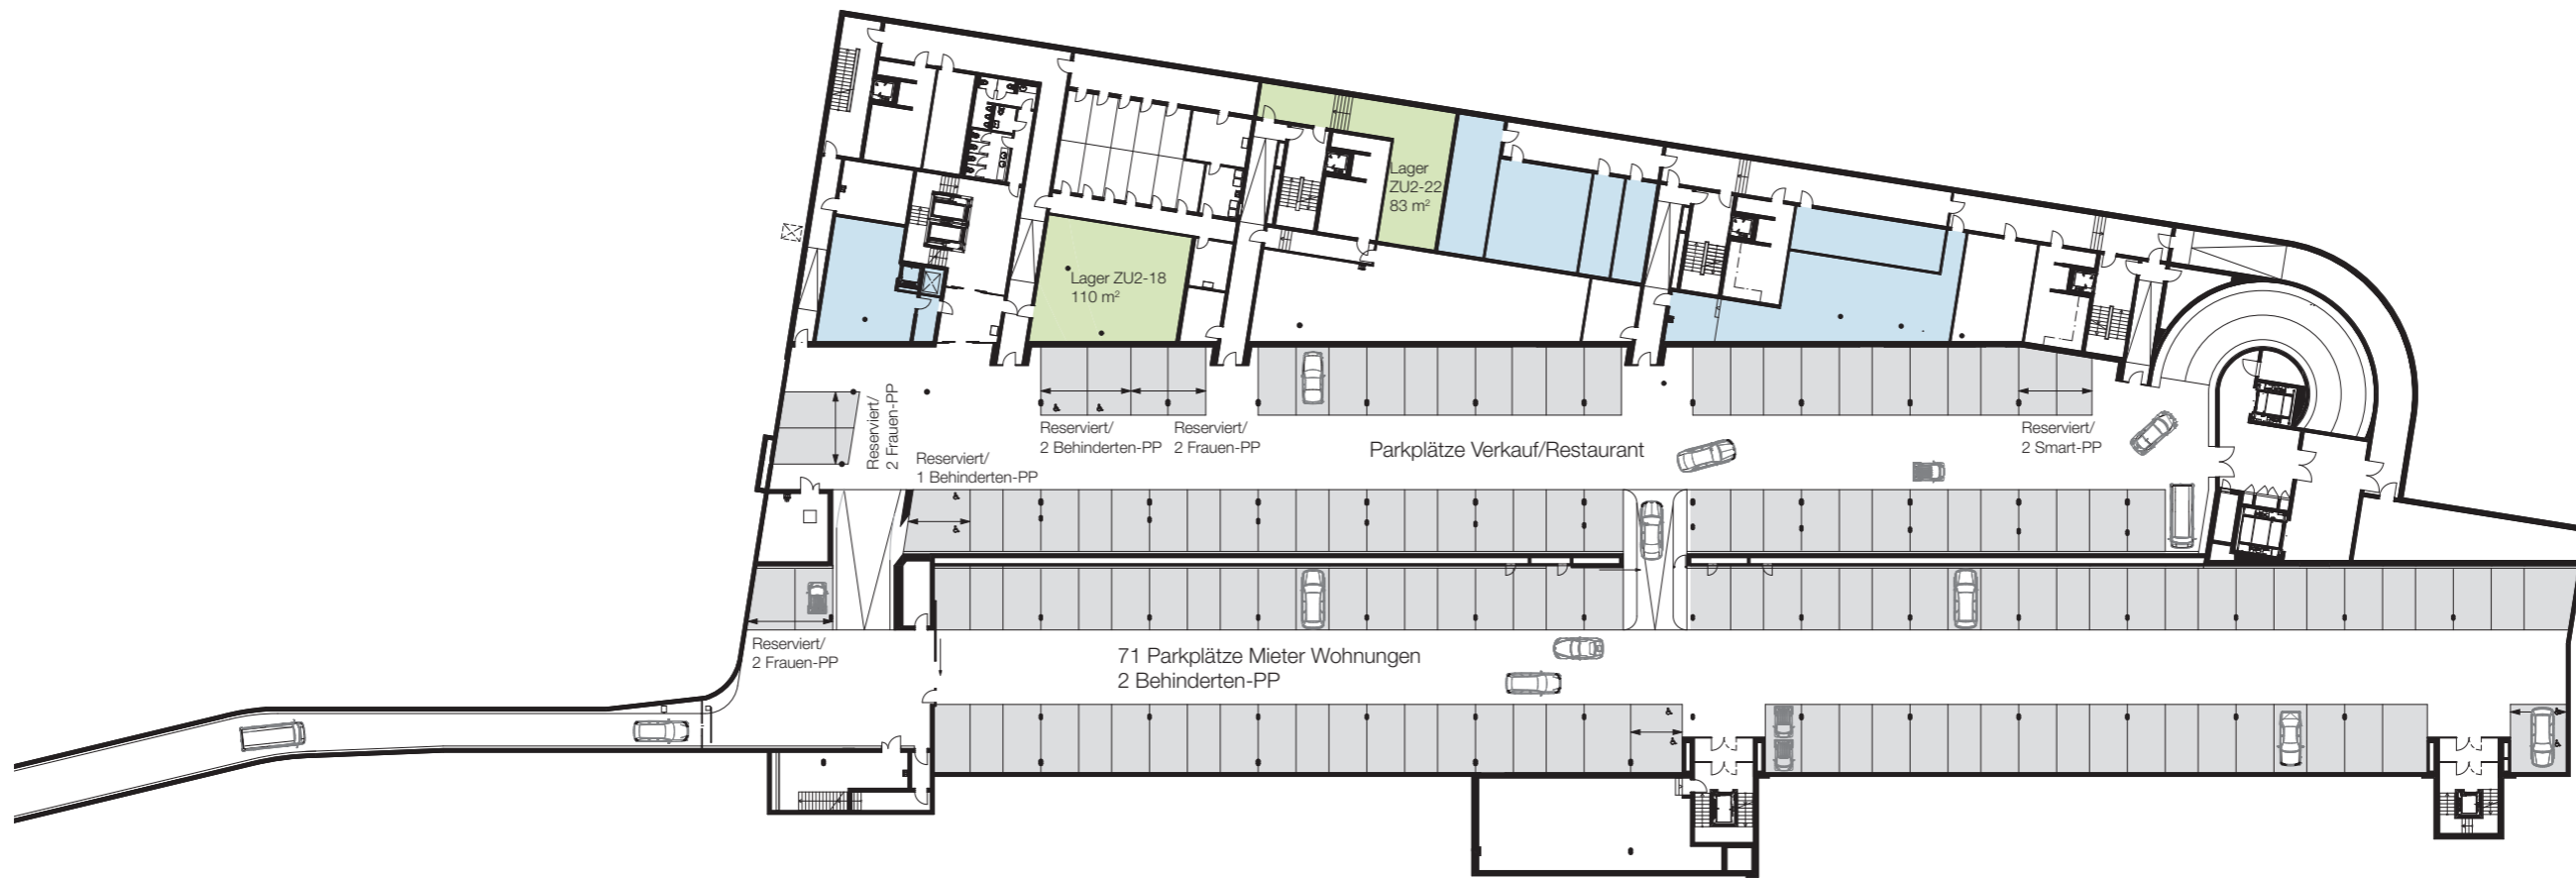 Lager
ZU2-22
83 m²
Lager ZU2-18
110 m²
Reserviert/
2 Frauen-PP
Reserviert/
2 Behinderten-PP
Reserviert/
2 Frauen-PP
Parkplätze Verkauf/Restaurant
Reserviert/
2 Smart-PP
Reserviert/
1 Behinderten-PP
Reserviert/
2 Frauen-PP
71 Parkplätze Mieter Wohnungen
2 Behinderten-PP